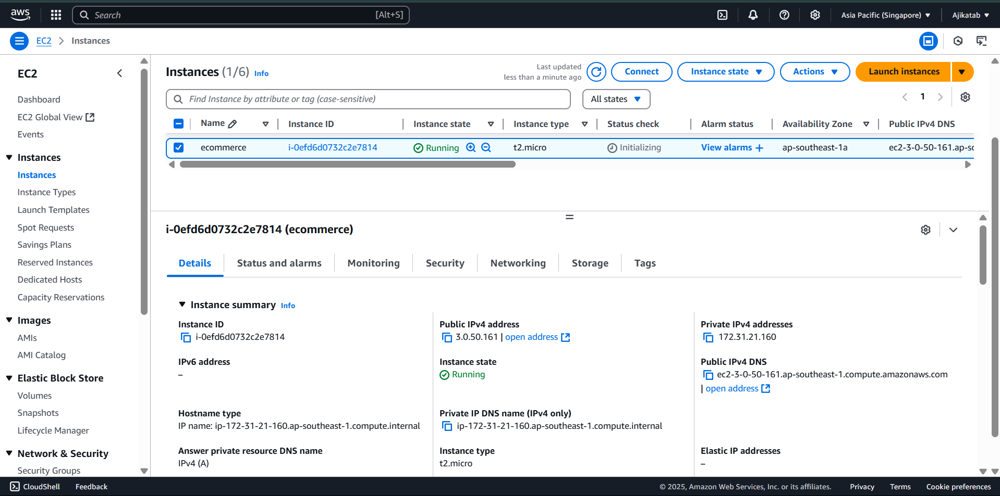 aws
Search [Alt+S]
Asia Pacific (Singapore)
Ajikatab
EC2
Instances
EC2
Dashboard
EC2 Global View
Events
Instances
Instances
Instance Types
Launch Templates
Spot Requests
Savings Plans
Reserved Instances
Dedicated Hosts
Capacity Reservations
Images
AMIs
AMI Catalog
Elastic Block Store
Volumes
Snapshots
Lifecycle Manager
Network & Security
Security Groups
Instances (1/6) Info
Last updated
less than a minute ago
Connect
Instance state
Actions
Launch instances
Find Instance by attribute or tag (case-sensitive)
All states
1
Name Instance ID Instance state Instance type Status check Alarm status Availability Zone Public IPv4 DNS
ecommerce i-0efd6d0732c2e7814 Running t2.micro Initializing View alarms + ap-southeast-1a ec2-3-0-50-161.ap-sc
i-0efd6d0732c2e7814 (ecommerce)
Details Status and alarms Monitoring Security Networking Storage Tags
Instance summary Info
Instance ID
i-0efd6d0732c2e7814
Public IPv4 address
3.0.50.161 | open address
Private IPv4 addresses
172.31.21.160
IPv6 address
–
Instance state
Running
Public IPv4 DNS
ec2-3-0-50-161.ap-southeast-1.compute.amazonaws.com
| open address
Hostname type
IP name: ip-172-31-21-160.ap-southeast-1.compute.internal
Private IP DNS name (IPv4 only)
ip-172-31-21-160.ap-southeast-1.compute.internal
Answer private resource DNS name
IPv4 (A)
Instance type
t2.micro
Elastic IP addresses
–
CloudShell
Feedback
© 2025, Amazon Web Services, Inc. or its affiliates.
Privacy
Terms
Cookie preferences